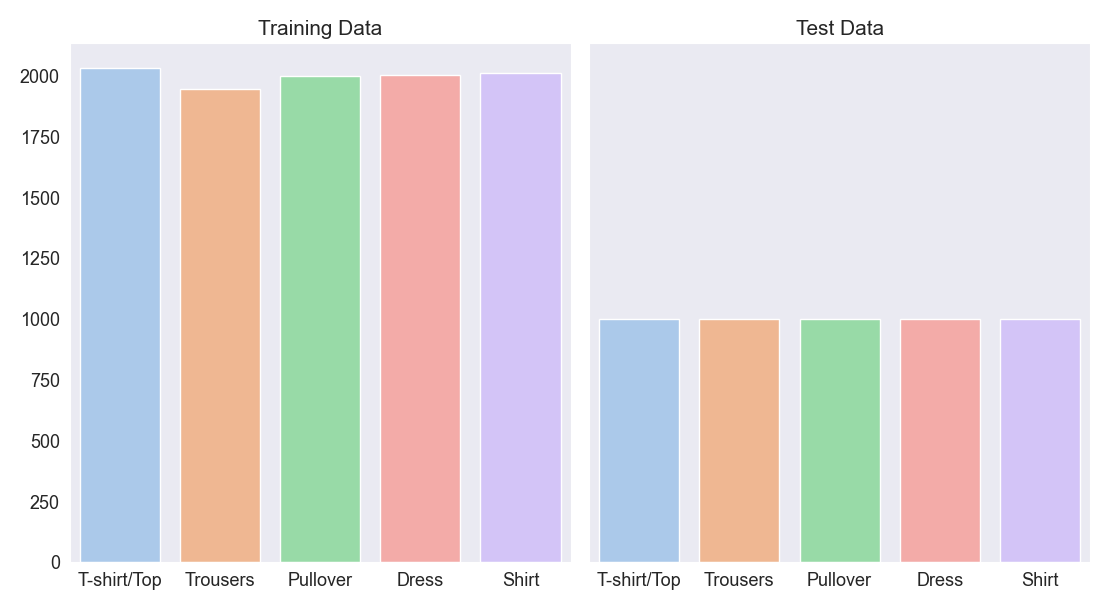 Training Data
Test Data
2000
1750
1500
1250
1000
750
500
250
0
T-shirt/Top Trousers Pullover Dress Shirt
T-shirt/Top Trousers Pullover Dress Shirt